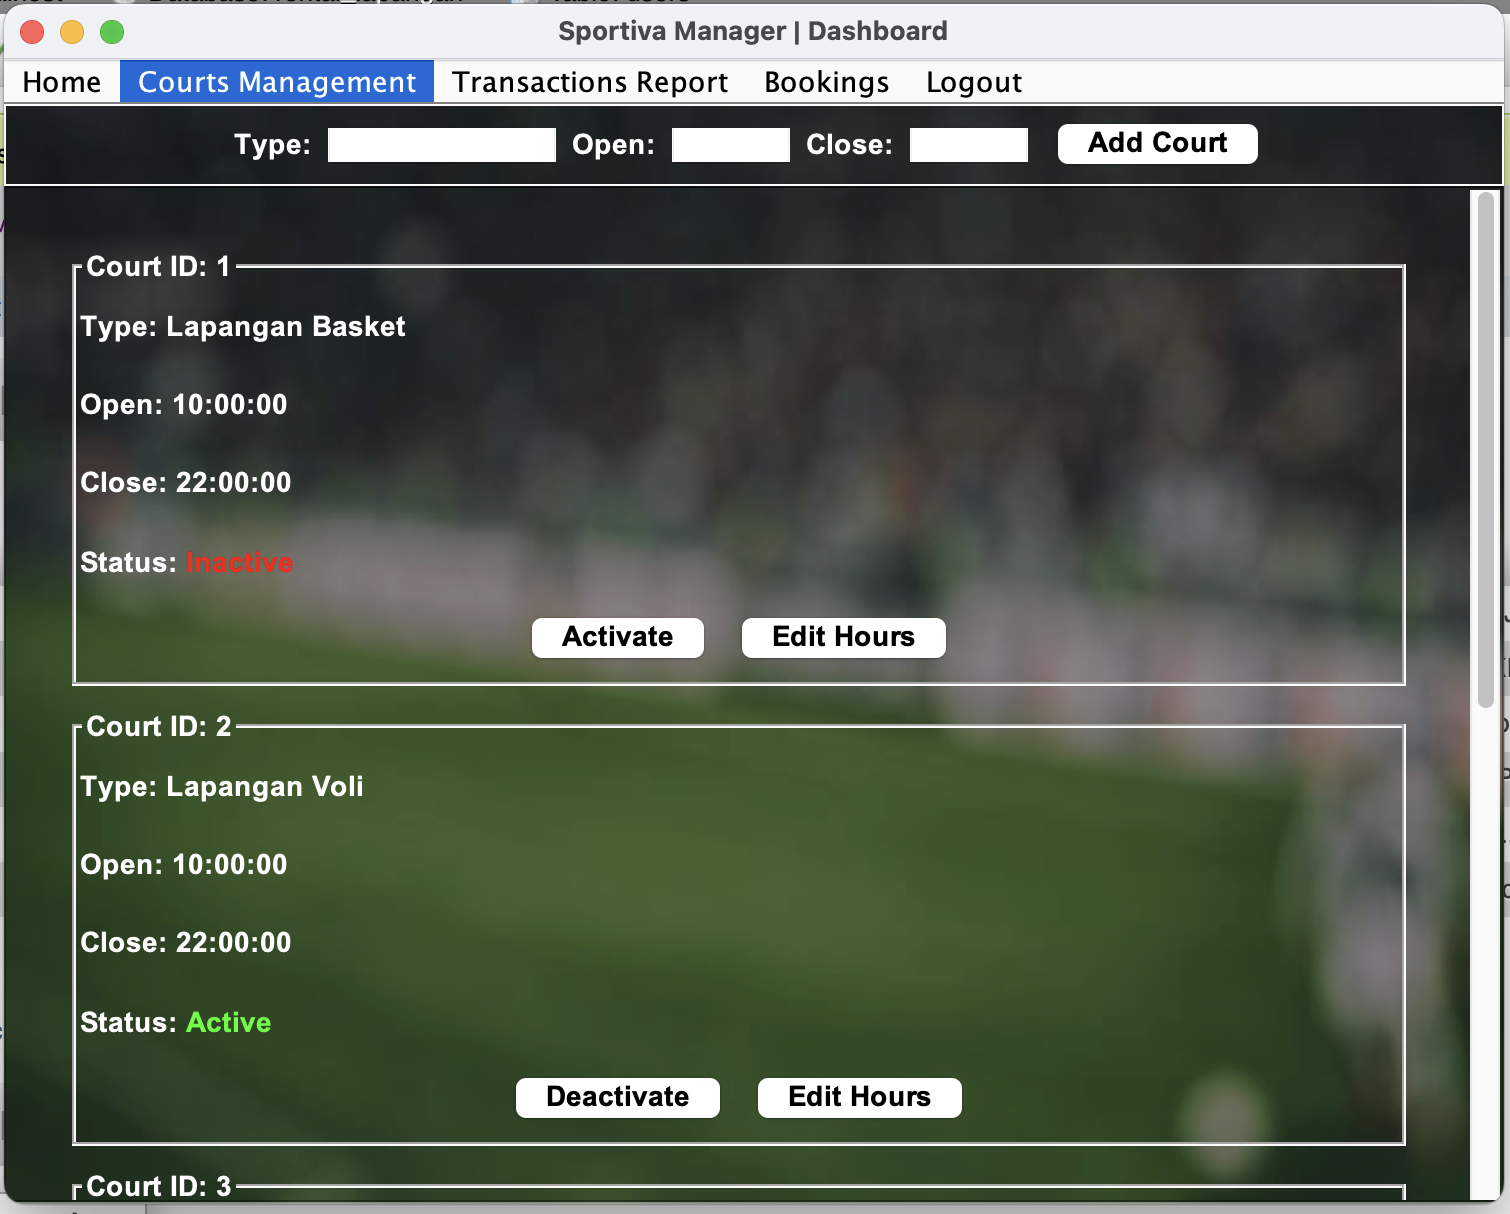 Sportiva Manager | Dashboard
Home Courts Management Transactions Report Bookings Logout
Type: Open: Close: Add Court
Court ID: 1
Type: Lapangan Basket
Open: 10:00:00
Close: 22:00:00
Status: Inactive
Activate Edit Hours
Court ID: 2
Type: Lapangan Voli
Open: 10:00:00
Close: 22:00:00
Status: Active
Deactivate Edit Hours
Court ID: 3